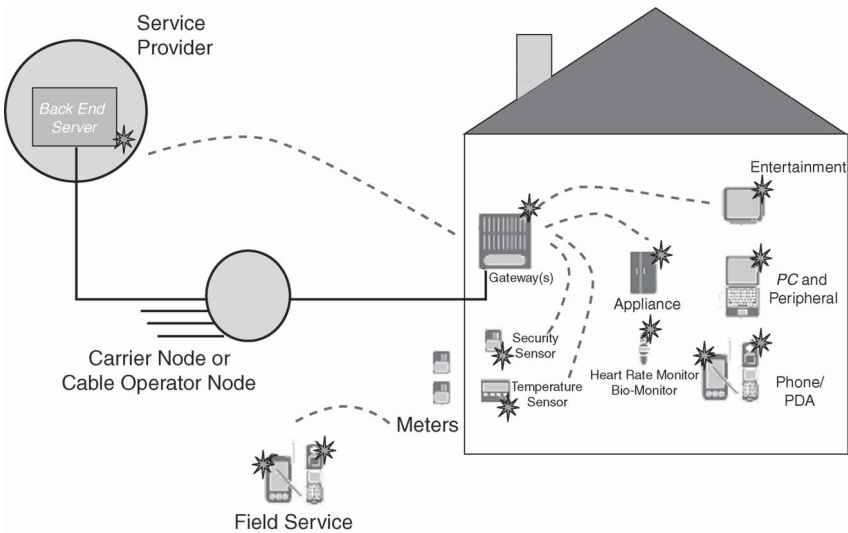 Service
Provider
Back End
Server
Entertainment
Gateway(s)
PC and
Peripheral
Appliance
Security
Sensor
Carrier Node or
Cable Operator Node
Heart Rate Monitor
Bio-Monitor
Temperature
Sensor
Phone/
PDA
Meters
Field Service